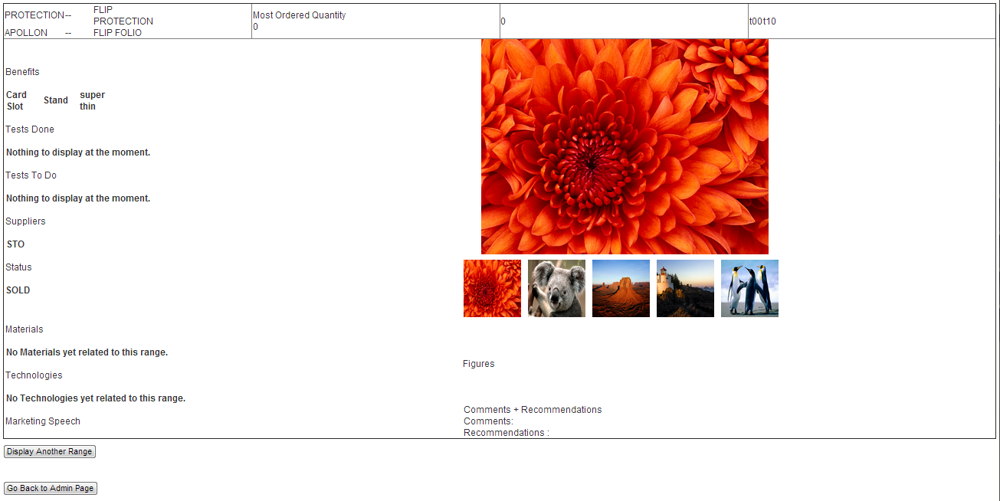 PROTECTION-- FLIP PROTECTION
APOLLON -- FLIP FOLIO
Most Ordered Quantity
0
0
t00t10
Benefits
Card Slot Stand super thin
Tests Done
Nothing to display at the moment.
Tests To Do
Nothing to display at the moment.
Suppliers
STO
Status
SOLD
Materials
No Materials yet related to this range.
Technologies
No Technologies yet related to this range.
Marketing Speech
Figures
Comments + Recommendations
Comments:
Recommendations :
Display Another Range
Go Back to Admin Page